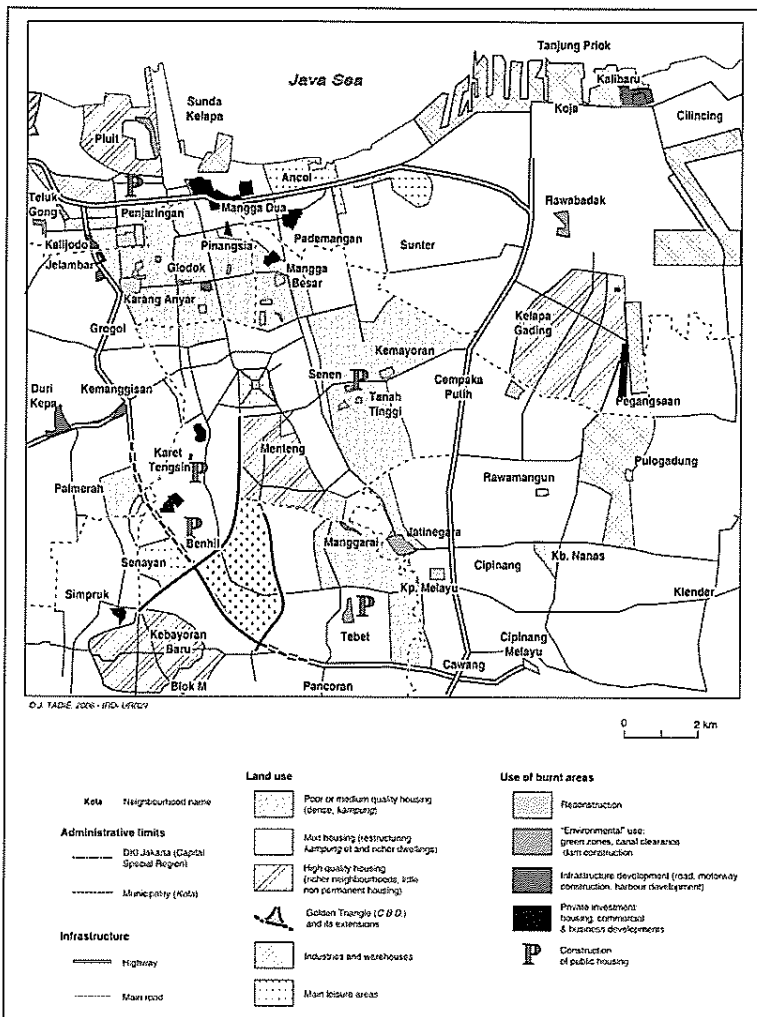 Tanjung Priok
Java Sea
Kalibaru
Sunda
Kelapa
Koja
Cilincing
Pluit
Ancol
Teluk
Gong
Penjaringan
Mangga Dua
Rawabadak
Kalijodo
Pinangsia
Pademangan
Sunter
Jelambar
Glodok
Mangga
Besar
Karang Anyar
Grogol
Kelapa
Gading
Kemayoran
Senen
P
Duri
Kepa
Kemanggisan
Tanah
Tinggi
Cempaka
Putih
Pegangsaan
Karet
Tengsin
P
Menteng
Pulogadung
Palmerah
Rawamangun
P
Benhil
Manggarai
Jatinegara
Senayan
Cipinang
Kb. Nanas
Simpruk
Kp. Melayu
Klender
P
Kebayoran
Baru
Tebet
Cipinang
Melayu
Cawang
Blok M
Pancoran
P
© J. TADIÉ, 2006 - IRD- UR029
0 2 km
Kota Neighbourhood name
Administrative limits
DKI Jakarta (Capital
Special Region)
Municipality (Kota)
Infrastructure
Highway
Main road
Land use
Poor or medium quality housing
(dense, kampung)
Mixt housing (restructuring
kampung et and richer dwellings)
High quality housing
(richer neighbourhoods, little
non permanent housing)
Golden Triangle (C.B.D.)
and its extensions
Industries and warehouses
Main leisure areas
Use of burnt areas
Reconstruction
"Environmental" use:
green zones, canal clearance
dam construction
Infrastructure development (road, motorway
construction, harbour development)
Private investment:
housing, commercial
& business developments
P Construction
of public housing